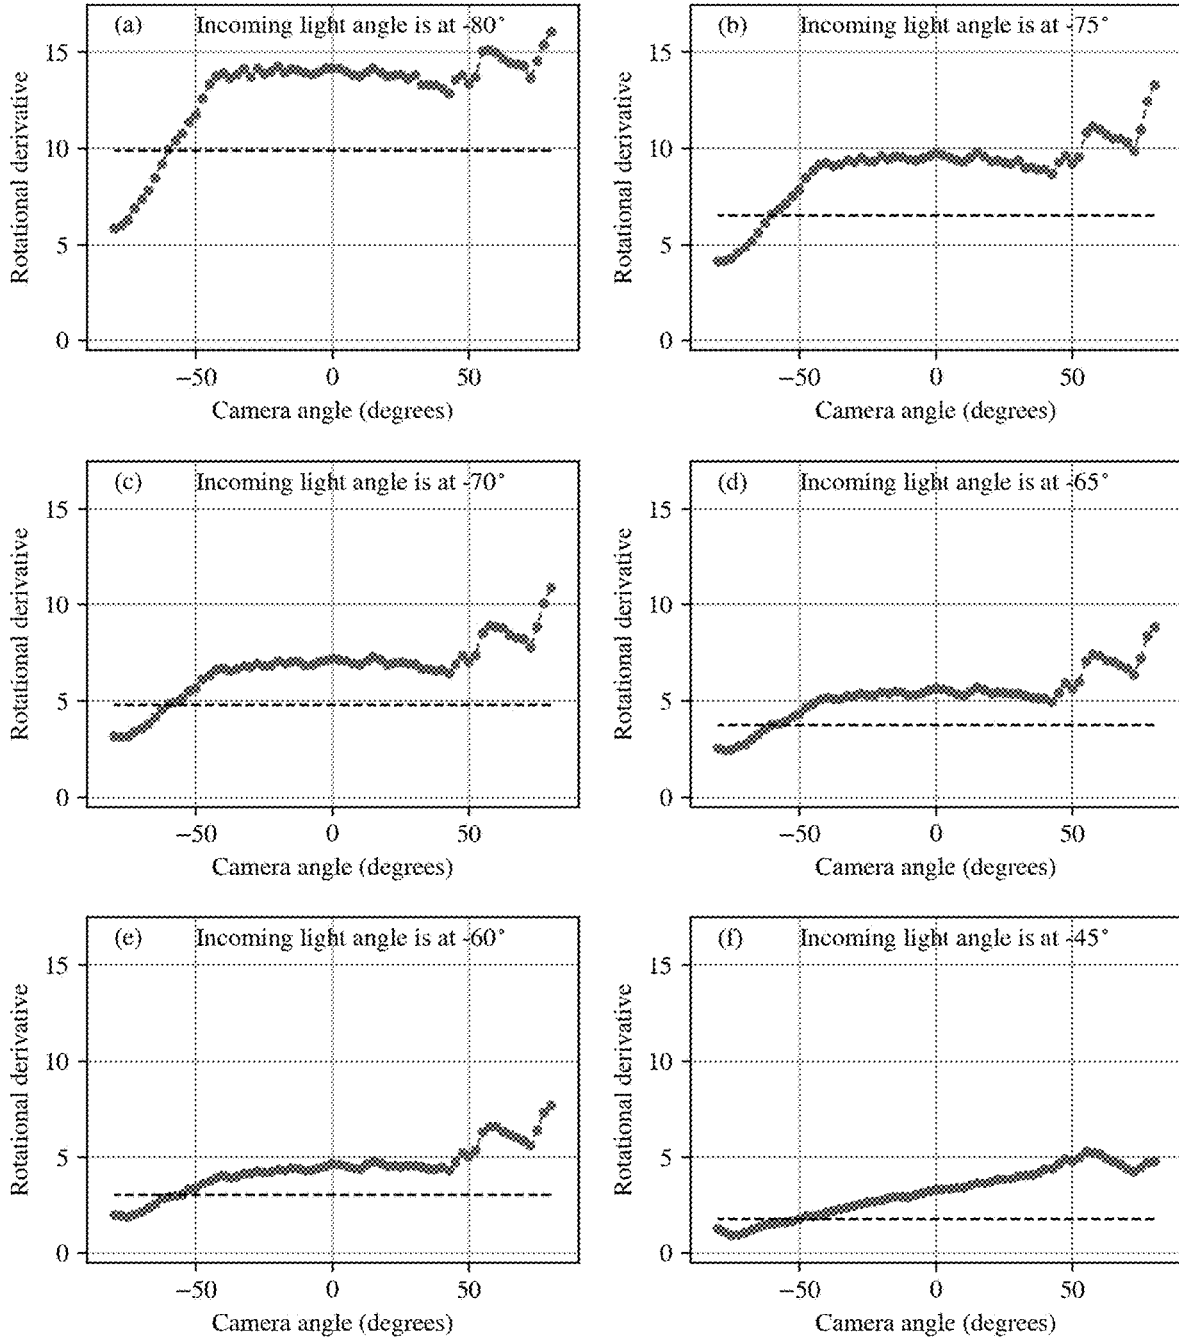 (a) Incoming light angle is at -80°
Rotational derivative
15
10
5
0
−50 0 50
Camera angle (degrees)
(b) Incoming light angle is at -75°
Rotational derivative
15
10
5
0
−50 0 50
Camera angle (degrees)
(c) Incoming light angle is at -70°
Rotational derivative
15
10
5
0
−50 0 50
Camera angle (degrees)
(d) Incoming light angle is at -65°
Rotational derivative
15
10
5
0
−50 0 50
Camera angle (degrees)
(e) Incoming light angle is at -60°
Rotational derivative
15
10
5
0
−50 0 50
Camera angle (degrees)
(f) Incoming light angle is at -45°
Rotational derivative
15
10
5
0
−50 0 50
Camera angle (degrees)